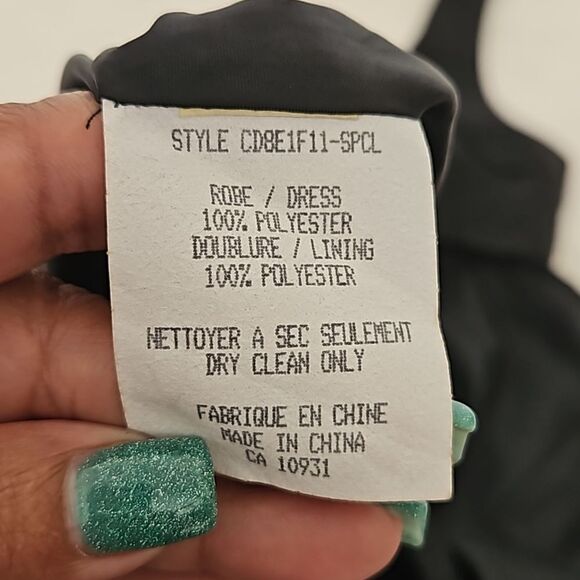 STYLE CD8E1F11-SPCL
ROBE / DRESS
100% POLYESTER
DOUBLURE / LINING
100% POLYESTER
NETTOYER A SEC SEULEMENT
DRY CLEAN ONLY
FABRIQUE EN CHINE
MADE IN CHINA
CA 10931